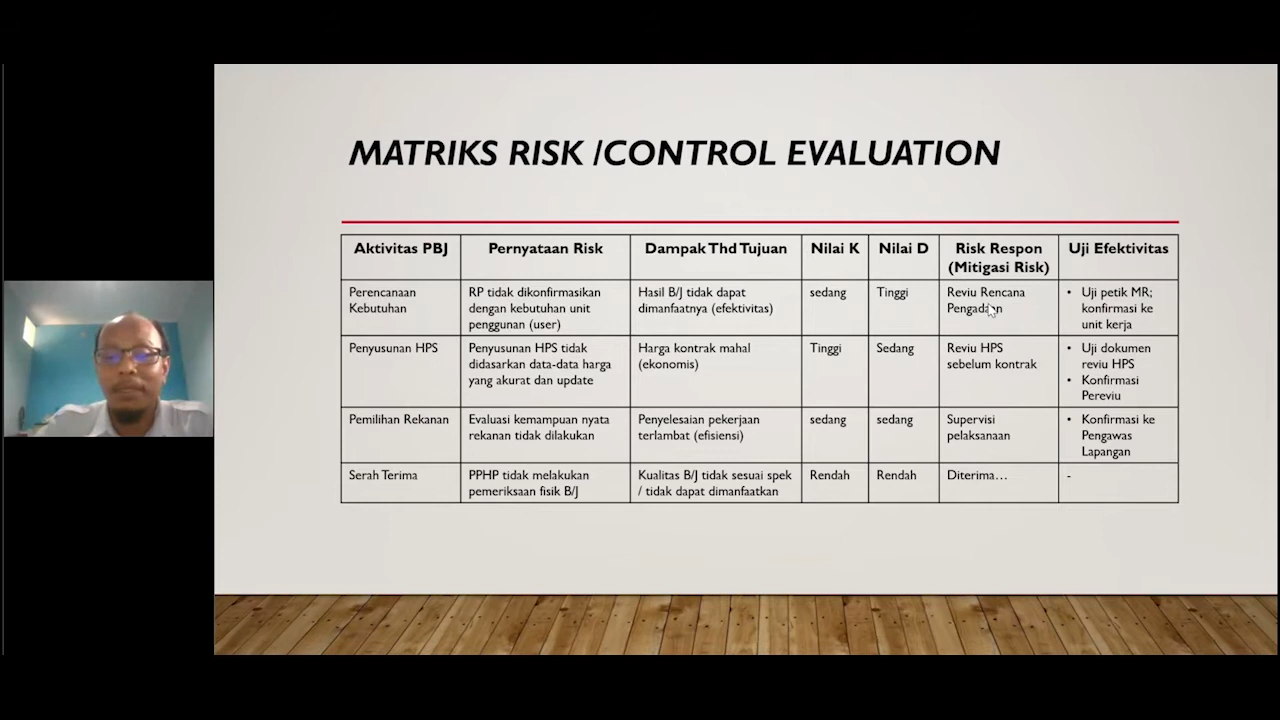 MATRIKS RISK /CONTROL EVALUATION
Aktivitas PBJ
Pernyataan Risk
Dampak Thd Tujuan
Nilai K
Nilai D
Risk Respon
(Mitigasi Risk)
Uji Efektivitas
Perencanaan
Kebutuhan
RP tidak dikonfirmasikan
dengan kebutuhan unit
penggunan (user)
Hasil B/J tidak dapat
dimanfaatnya (efektivitas)
sedang
Tinggi
Reviu Rencana
Pengadaan
• Uji petik MR;
konfirmasi ke
unit kerja
Penyusunan HPS
Penyusunan HPS tidak
didasarkan data-data harga
yang akurat dan update
Harga kontrak mahal
(ekonomis)
Tinggi
Sedang
Reviu HPS
sebelum kontrak
• Uji dokumen
reviu HPS
• Konfirmasi
Pereviu
Pemilihan Rekanan
Evaluasi kemampuan nyata
rekanan tidak dilakukan
Penyelesaian pekerjaan
terlambat (efisiensi)
sedang
sedang
Supervisi
pelaksanaan
• Konfirmasi ke
Pengawas
Lapangan
Serah Terima
PPHP tidak melakukan
pemeriksaan fisik B/J
Kualitas B/J tidak sesuai spek
/ tidak dapat dimanfaatkan
Rendah
Rendah
Diterima…
-